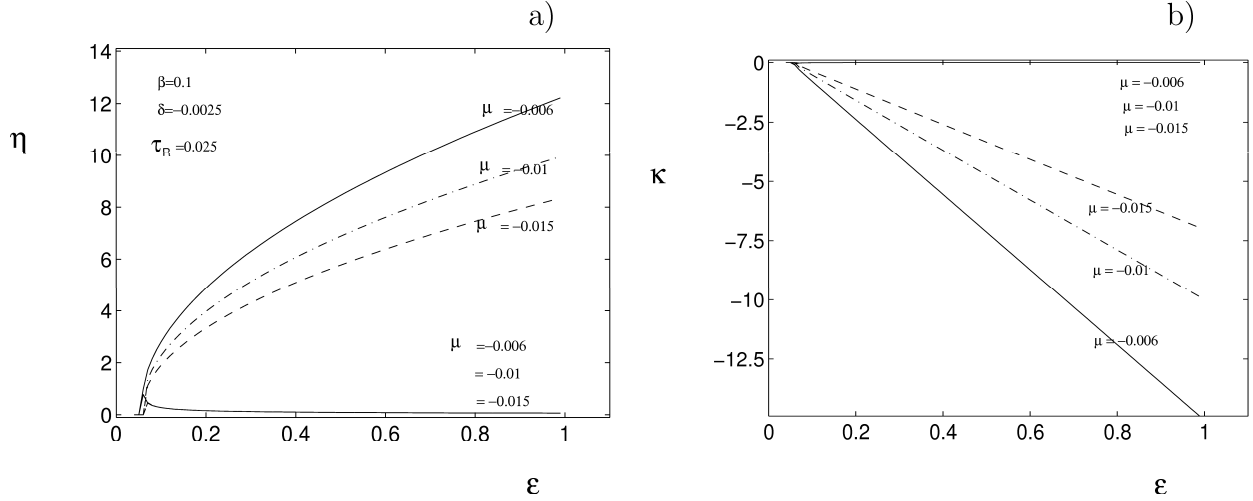 a)
14
12
10
8
6
4
2
0
η
β=0.1
δ=−0.0025
τR =0.025
μ =−0.006
μ =−0.01
μ =−0.015
μ =−0.006
=−0.01
=−0.015
0 0.2 0.4 0.6 0.8 1
ε
b)
0
−2.5
−5
−7.5
−10
−12.5
κ
μ = −0.006
μ = −0.01
μ = −0.015
μ = −0.015
μ = −0.01
μ = −0.006
0 0.2 0.4 0.6 0.8 1
ε